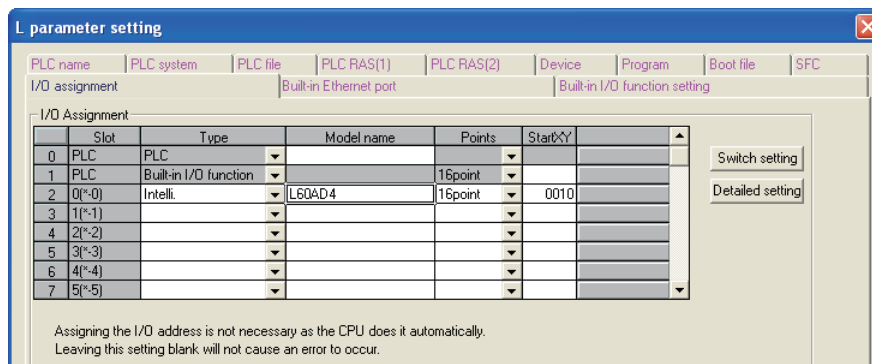 L parameter setting
PLC name PLC system PLC file PLC RAS(1) PLC RAS(2) Device Program Boot file SFC
I/O assignment Built-in Ethernet port Built-in I/O function setting
I/O Assignment
Slot Type Model name Points StartXY
0 PLC PLC
1 PLC Built-in I/O function 16point
2 0(*-0) Intelli. L60AD4 16point 0010
3 1(*-1)
4 2(*-2)
5 3(*-3)
6 4(*-4)
7 5(*-5)
Switch setting
Detailed setting
Assigning the I/O address is not necessary as the CPU does it automatically.
Leaving this setting blank will not cause an error to occur.